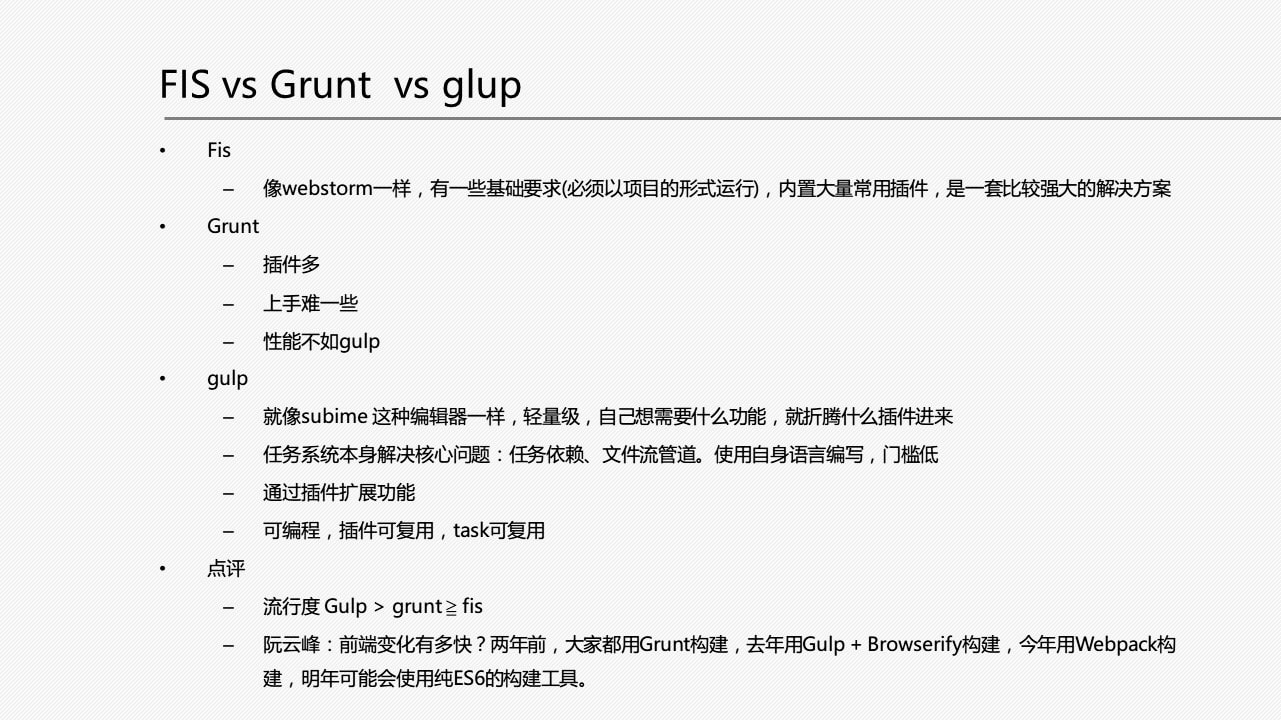 FIS vs Grunt  vs glup
• Fis
– 像webstorm一样，有一些基础要求(必须以项目的形式运行)，内置大量常用插件，是一套比较强大的解决方案
• Grunt
– 插件多
– 上手难一些
– 性能不如gulp
• gulp
– 就像subime 这种编辑器一样，轻量级，自己想需要什么功能，就折腾什么插件进来
– 任务系统本身解决核心问题：任务依赖、文件流管道。使用自身语言编写，门槛低
– 通过插件扩展功能
– 可编程，插件可复用，task可复用
• 点评
– 流行度 Gulp > grunt≧fis
– 阮云峰：前端变化有多快？两年前，大家都用Grunt构建，去年用Gulp + Browserify构建，今年用Webpack构
建，明年可能会使用纯ES6的构建工具。